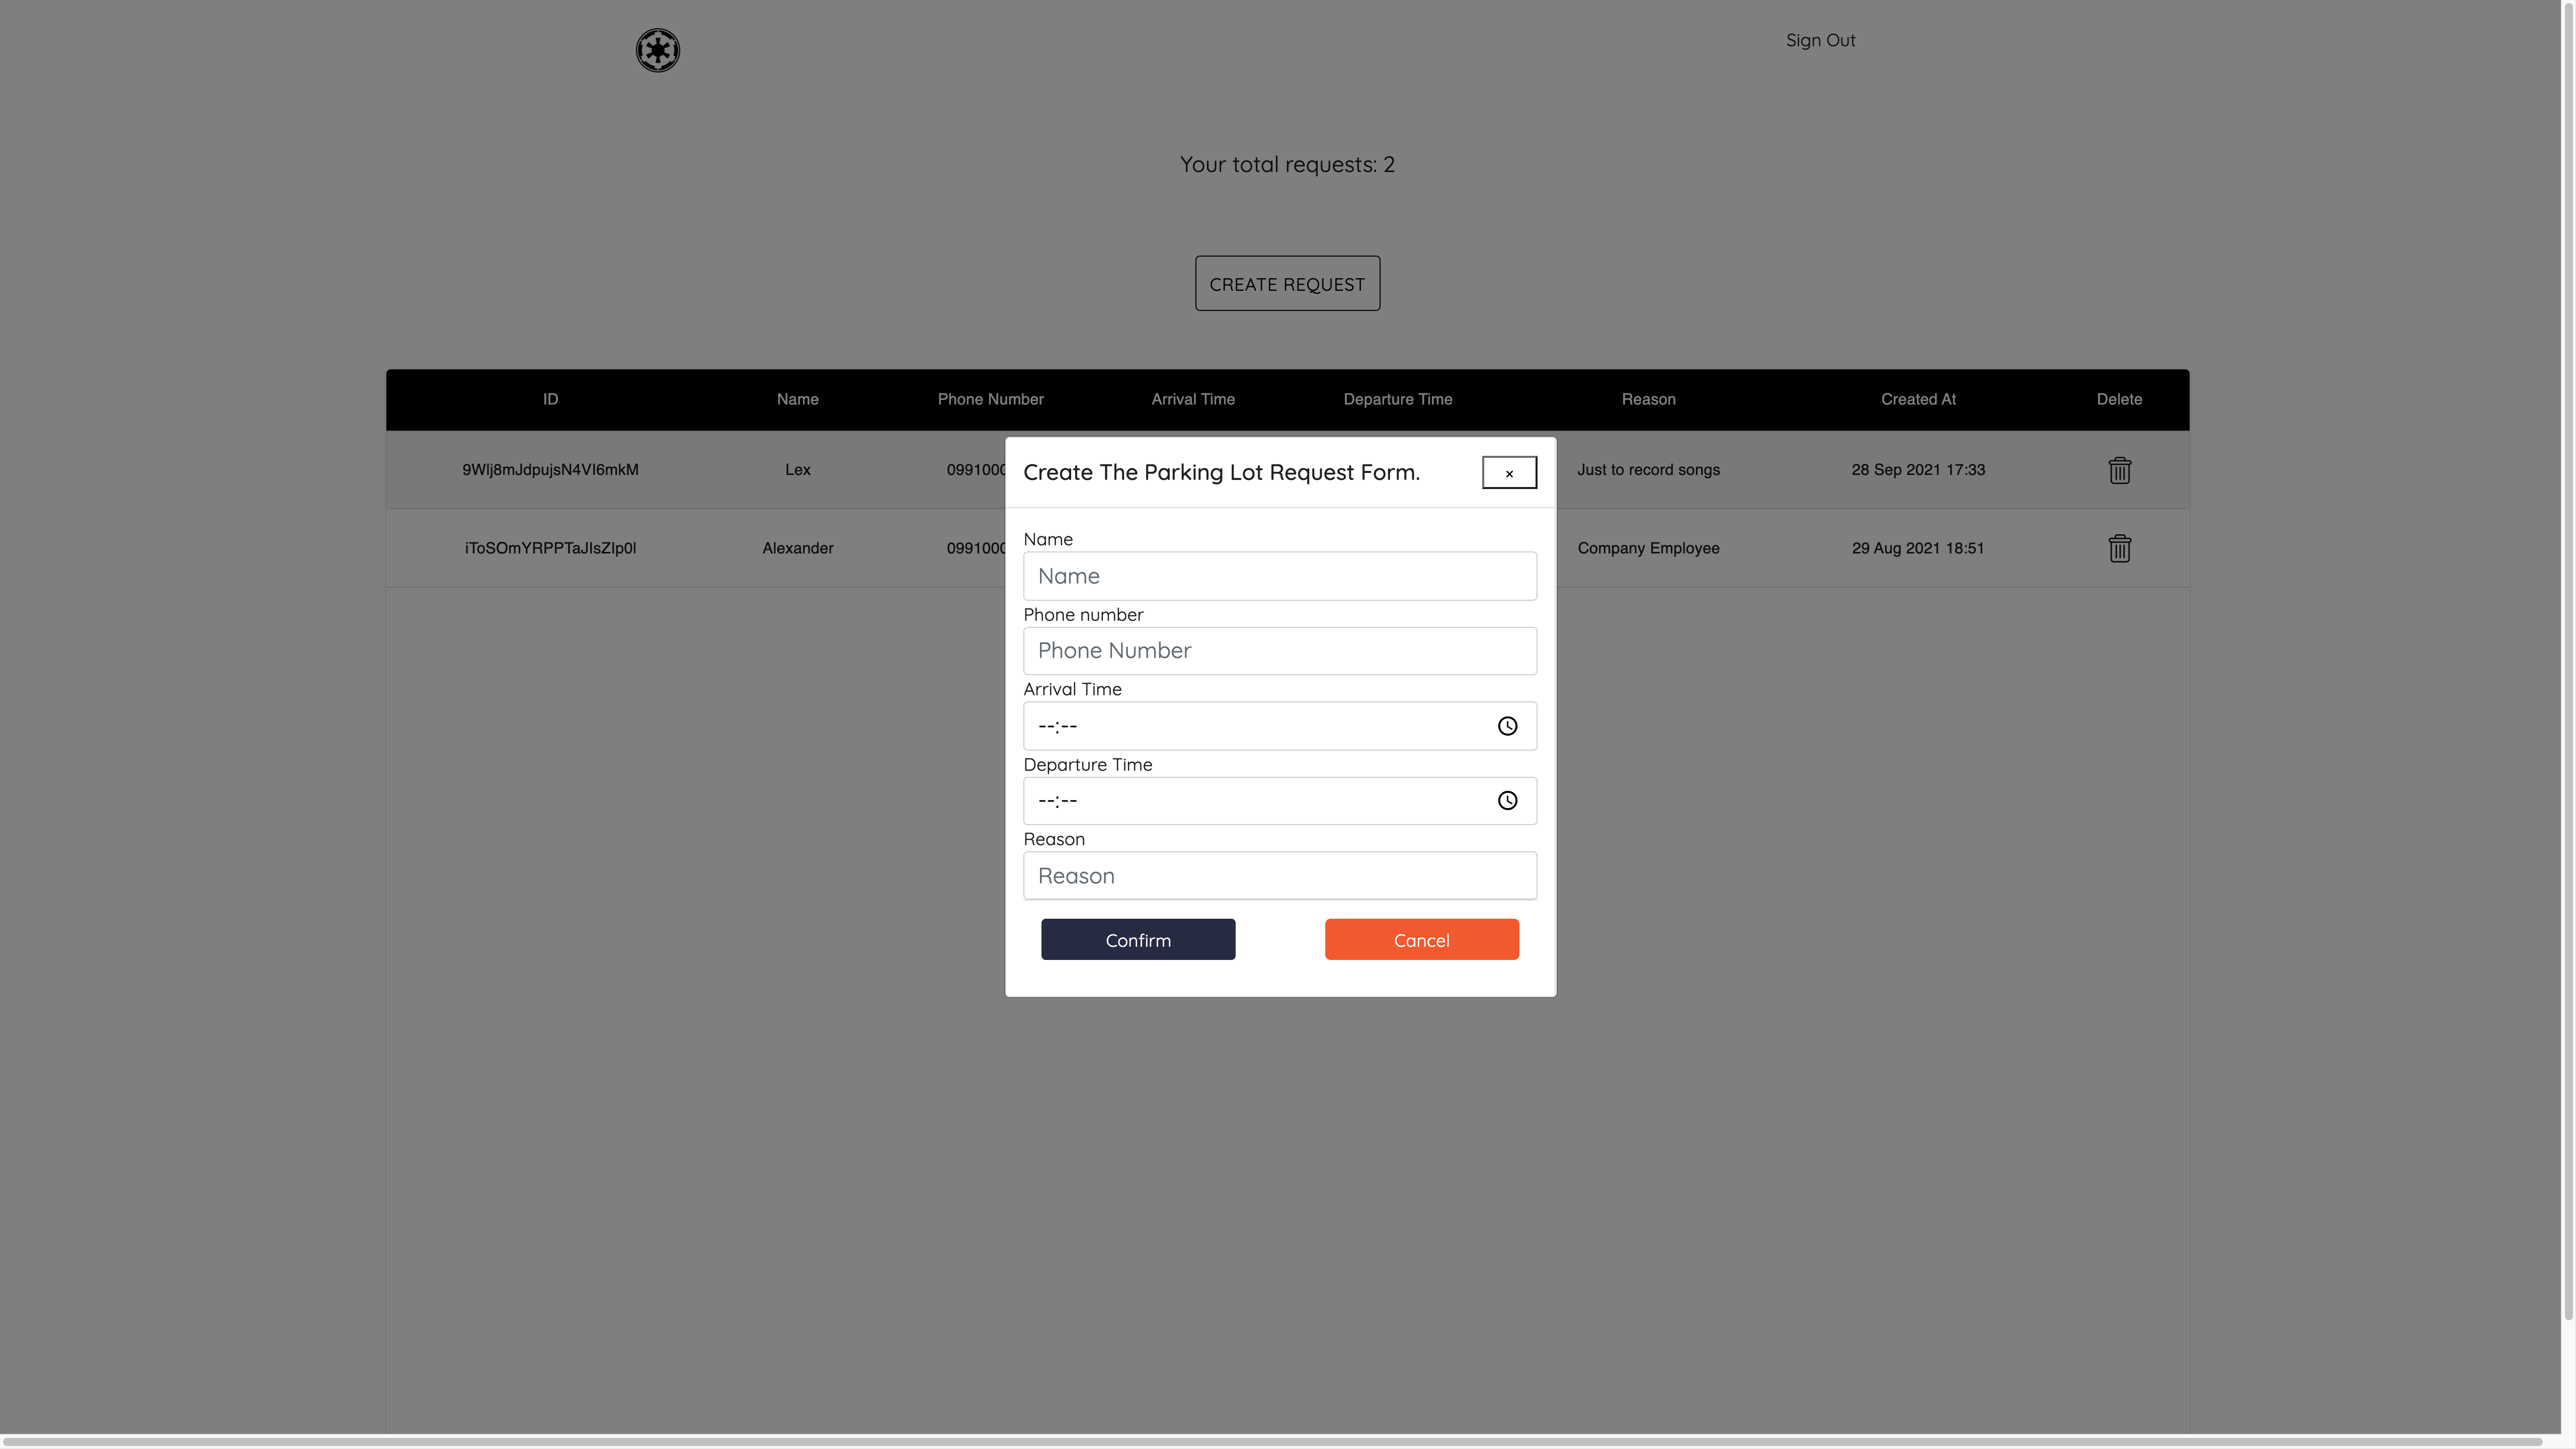 Sign Out
Your total requests: 2
CREATE REQUEST
ID Name Phone Number Arrival Time Departure Time Reason Created At Delete
Lex 0991000 Just to record songs 28 Sep 2021 17:33
Alexander 0991000 Company Employee 29 Aug 2021 18:51
Create The Parking Lot Request Form.
×
Name
Name
Phone number
Phone Number
Arrival Time
--:--
Departure Time
--:--
Reason
Reason
Confirm Cancel